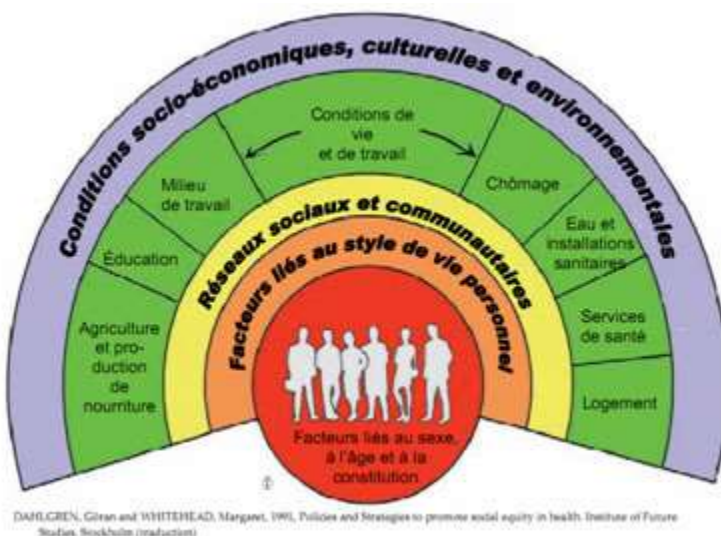 Conditions socio-économiques, culturelles et environnementales
Conditions de
vie
et de travail
Milieu
de travail
Éducation
Agriculture
et pro-
duction
de
nourriture
Chômage
Eau et
installations
sanitaires
Services
de santé
Logement
Réseaux sociaux et communautaires
Facteurs liés au style de vie personnel
Facteurs liés au sexe,
à l'âge et à la
constitution
DAHLGREN, Göran and WHITEHEAD, Margaret, 1991, Policies and Strategies to promote social equity in health. Institute of Future
Studies. Stockholm (traduction)